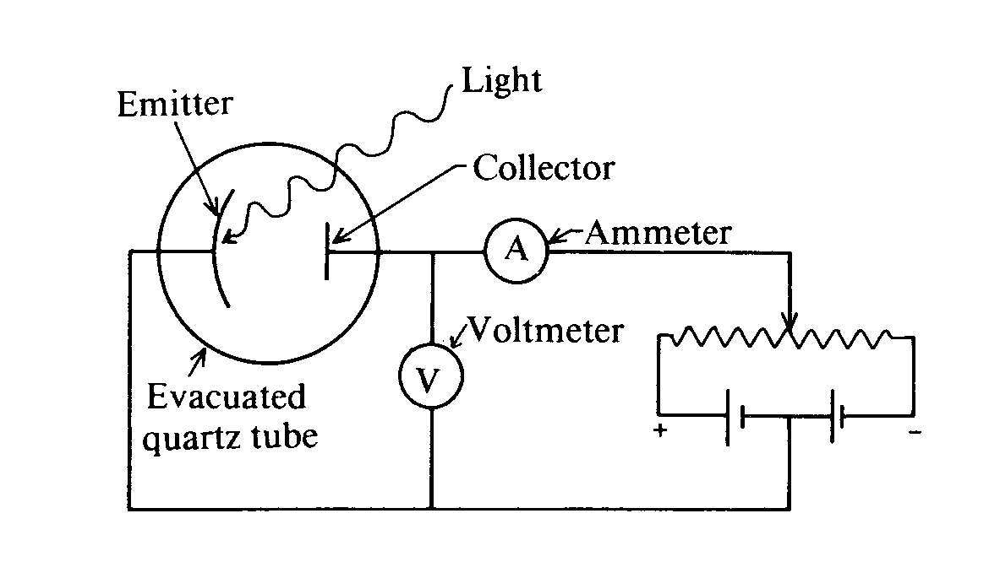 Light
Emitter
Collector
A
Ammeter
Voltmeter
V
Evacuated
quartz tube
+
−